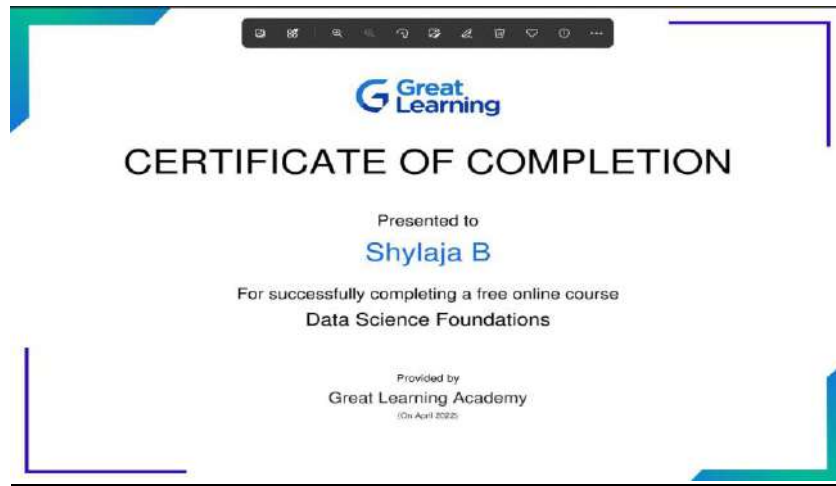 Great
Learning
CERTIFICATE OF COMPLETION
Presented to
Shylaja B
For successfully completing a free online course
Data Science Foundations
Provided by
Great Learning Academy
(On April 2022)